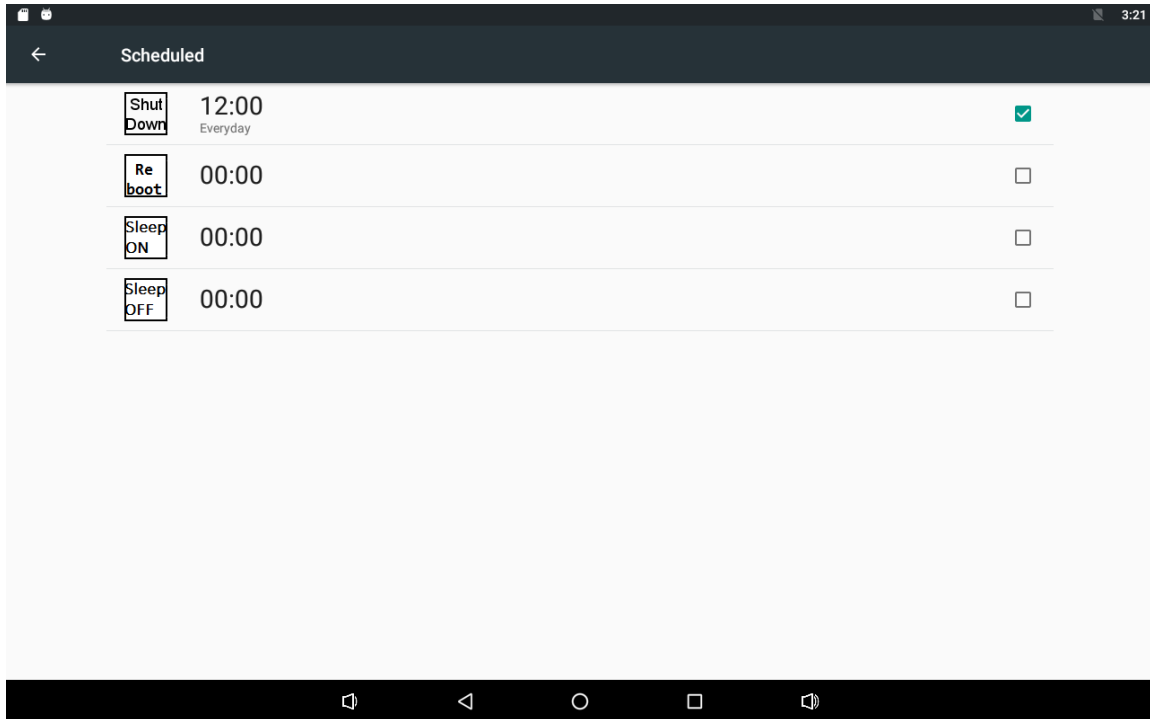 3:21
Scheduled
Shut
Down
12:00
Everyday
Re
boot
00:00
Sleep
ON
00:00
Sleep
OFF
00:00